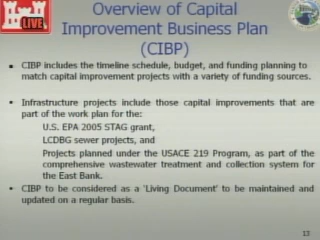 Overview of Capital
Improvement Business Plan
(CIBP)
LIVE
CIBP includes the timeline schedule, budget, and funding planning to
match capital improvement projects with a variety of funding sources.
Infrastructure projects include those capital improvements that are
part of the work plan for the:
U.S. EPA 2005 STAG grant,
LCDBG sewer projects, and
Projects planned under the USACE 219 Program, as part of the
comprehensive wastewater treatment and collection system for
the East Bank.
CIBP to be considered as a 'Living Document' to be maintained and
updated on a regular basis.
13